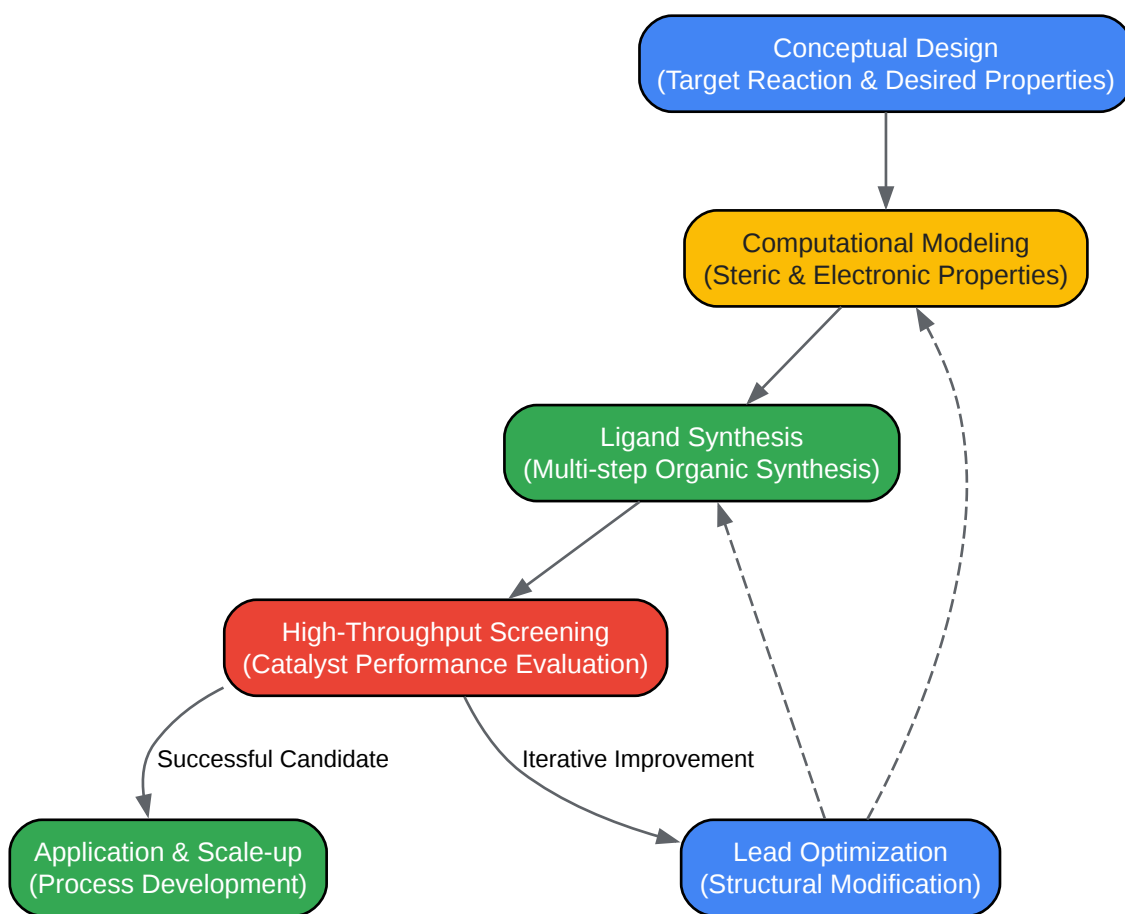 Conceptual Design
(Target Reaction & Desired Properties)
Computational Modeling
(Steric & Electronic Properties)
Ligand Synthesis
(Multi-step Organic Synthesis)
High-Throughput Screening
(Catalyst Performance Evaluation)
Successful Candidate
Iterative Improvement
Application & Scale-up
(Process Development)
Lead Optimization
(Structural Modification)